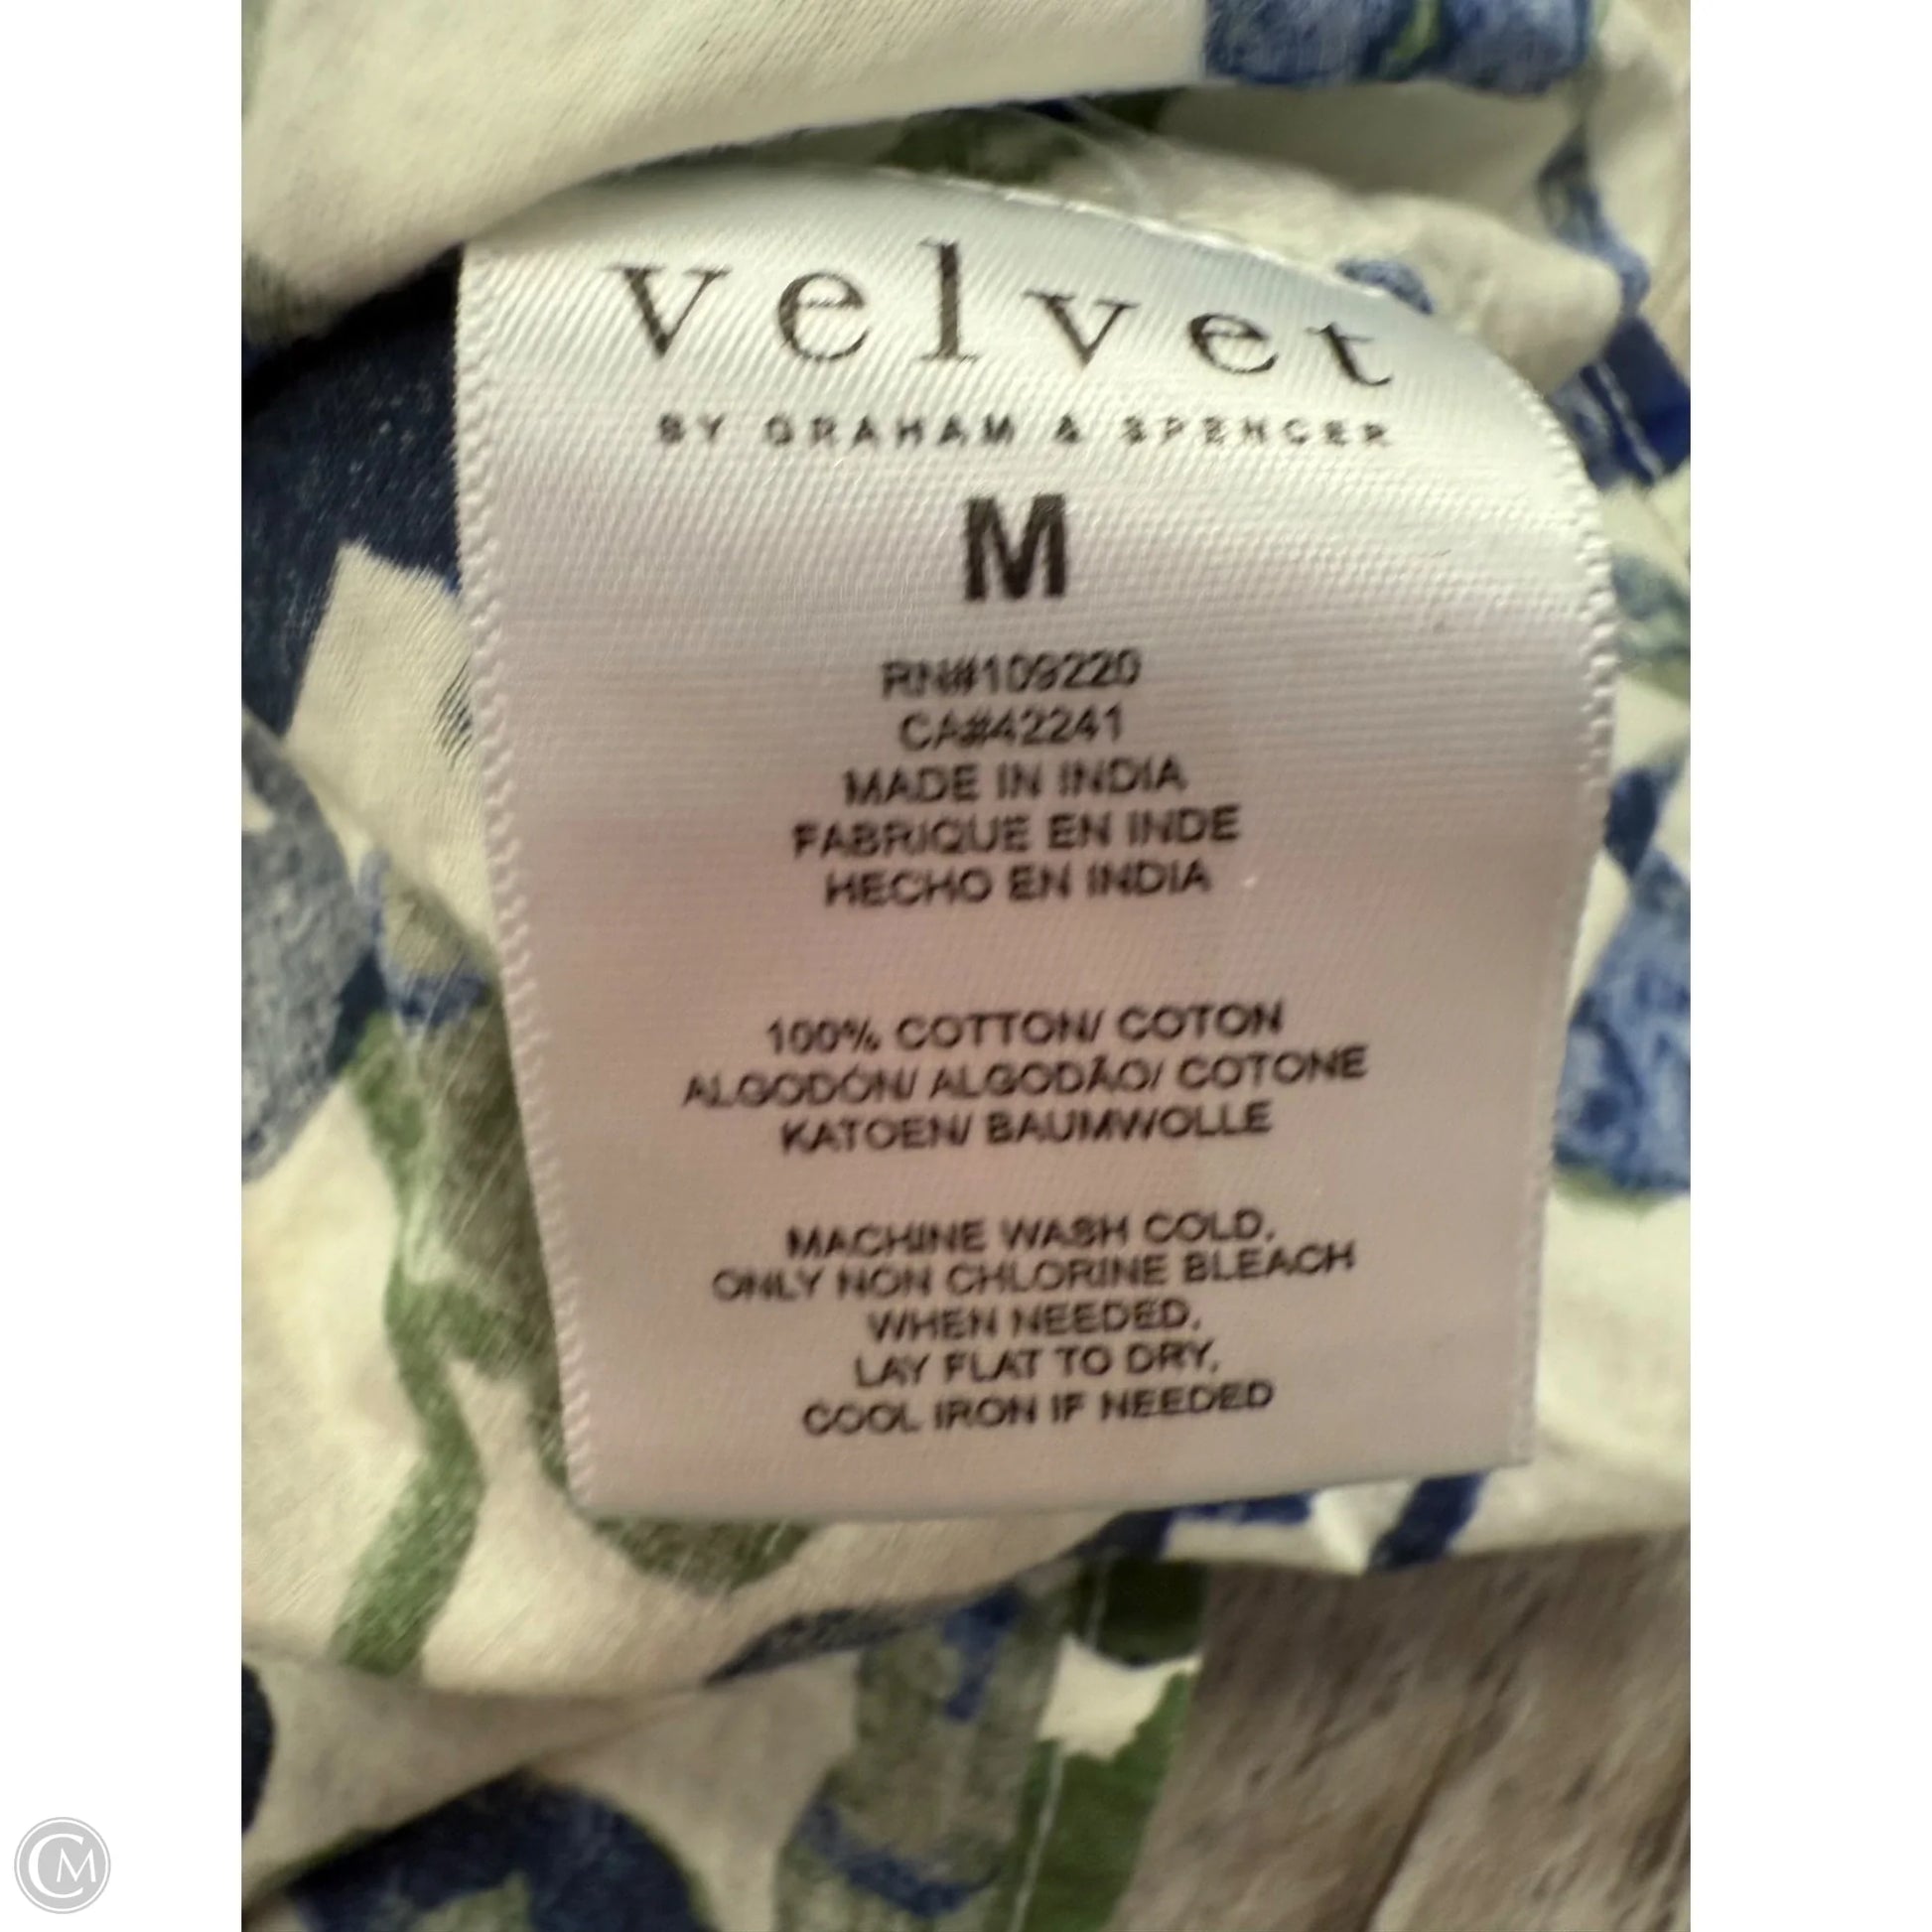 velvet
BY GRAHAM & SPENCER
M
RN#109220
CA#42241
MADE IN INDIA
FABRIQUE EN INDE
HECHO EN INDIA
100% COTTON/ COTON
ALGODÓN/ ALGODÃO/ COTONE
KATOEN/ BAUMWOLLE
MACHINE WASH COLD.
ONLY NON CHLORINE BLEACH
WHEN NEEDED.
LAY FLAT TO DRY.
COOL IRON IF NEEDED
CM